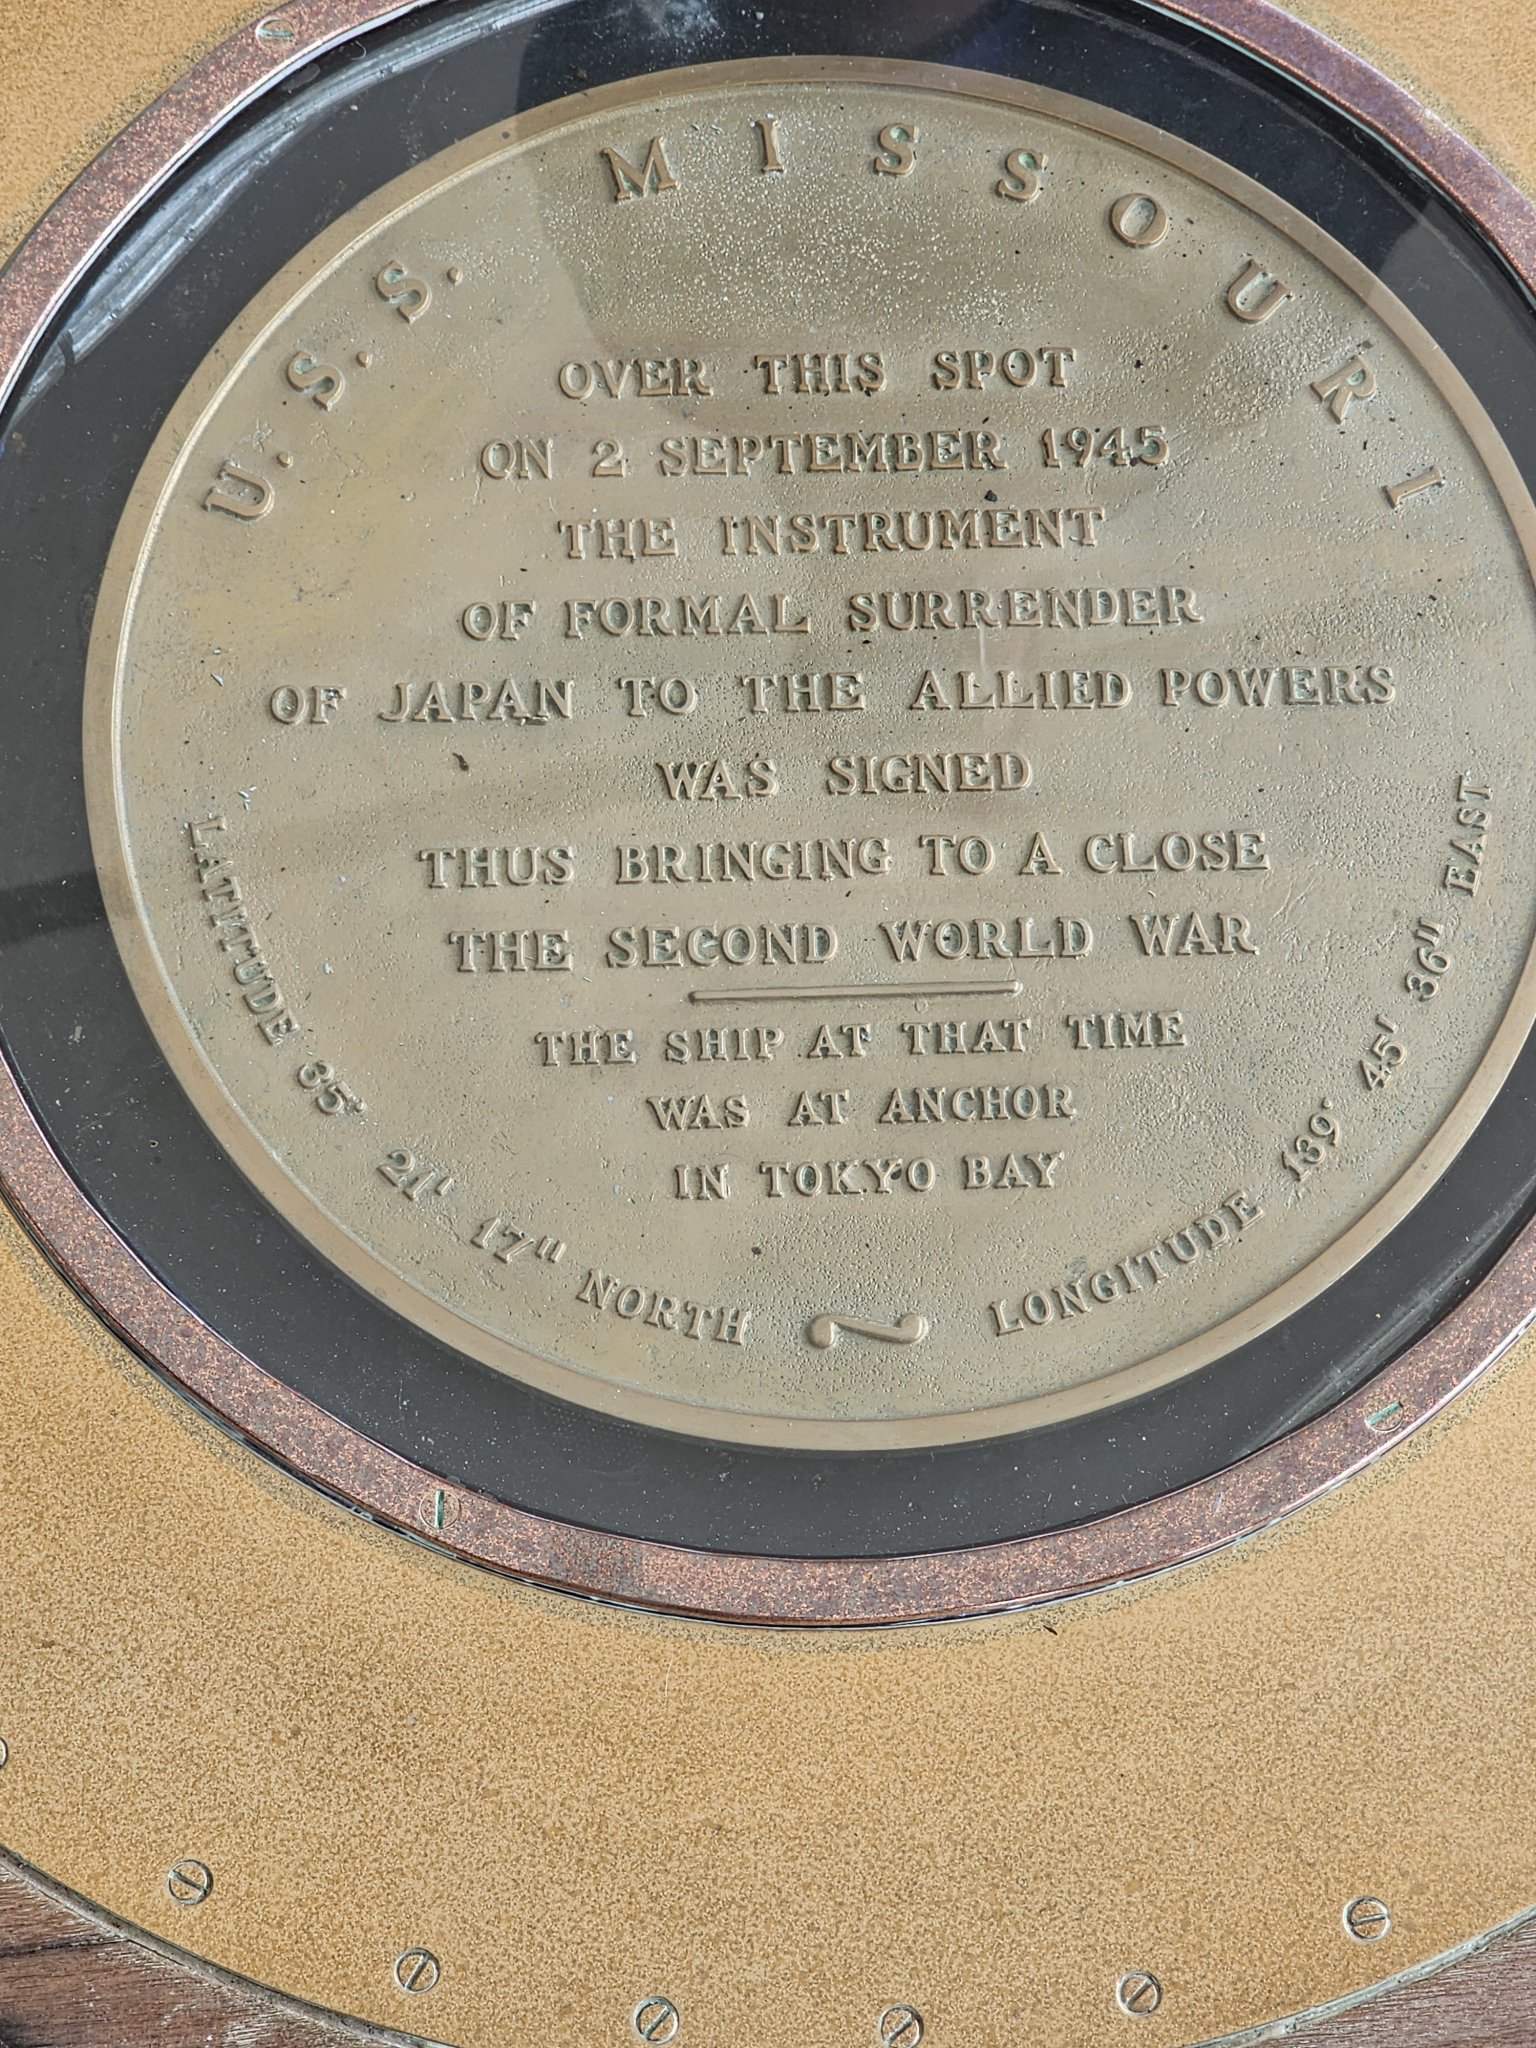 U.S.S. MISSOURI
OVER THIS SPOT
ON 2 SEPTEMBER 1945
THE INSTRUMENT
OF FORMAL SURRENDER
OF JAPAN TO THE ALLIED POWERS
WAS SIGNED
THUS BRINGING TO A CLOSE
THE SECOND WORLD WAR
THE SHIP AT THAT TIME
WAS AT ANCHOR
IN TOKYO BAY
LATITUDE 35° 21' 17" NORTH ~ LONGITUDE 139° 45' 36" EAST